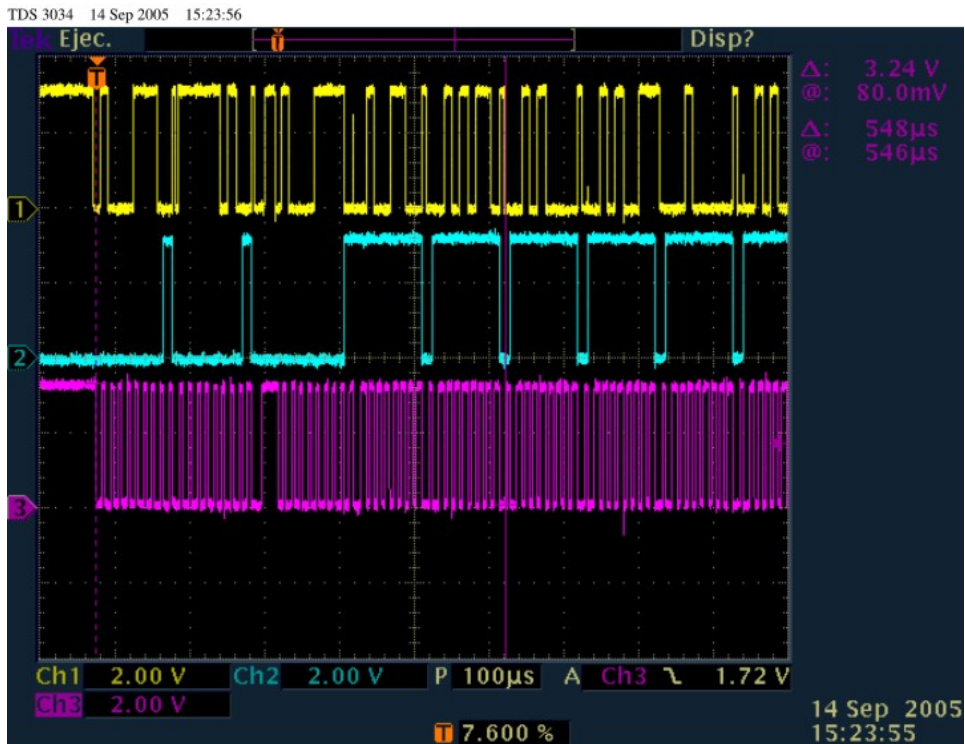 TDS 3034 14 Sep 2005 15:23:56
Tek Ejec. T Disp?
T
Δ: 3.24 V
@: 80.0mV
Δ: 548µs
@: 546µs
1
2
3
Ch1 2.00 V Ch2 2.00 V P 100µs A Ch3 1.72 V
Ch3 2.00 V
T 7.600 %
14 Sep 2005
15:23:55